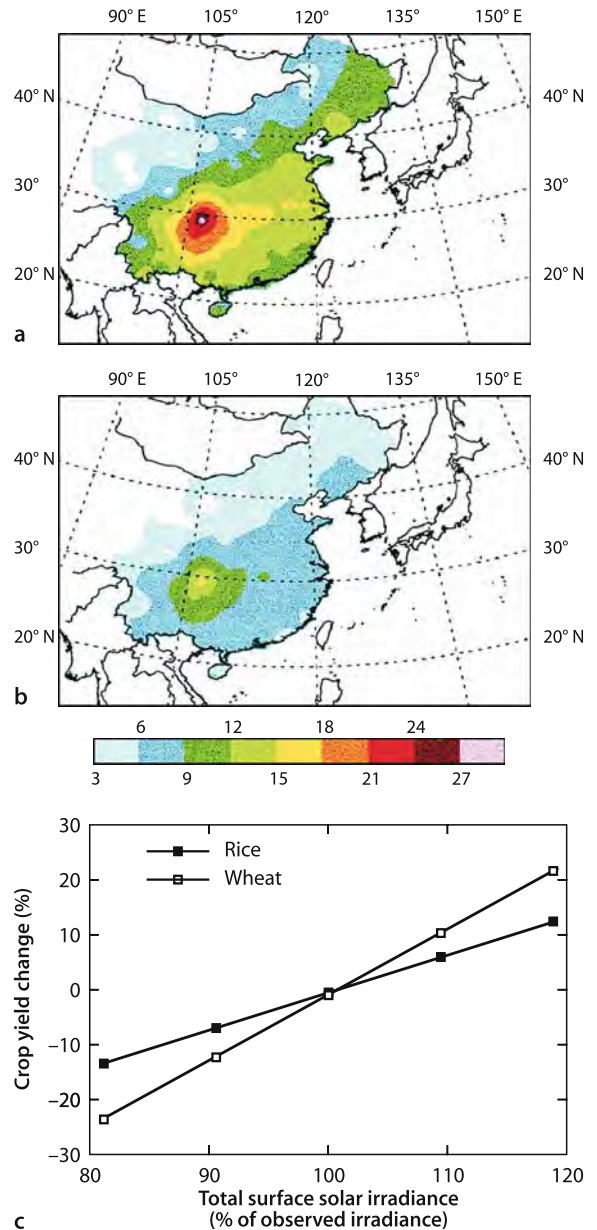 90° E 105° 120° 135° 150° E
40° N 40° N
30° 30°
20° N 20° N
a
90° E 105° 120° 135° 150° E
40° N 40° N
30° 30°
20° N 20° N
b
6 12 18 24
3 9 15 21 27
30
20
10
0
−10
−20
−30
Crop yield change (%)
Rice
Wheat
80 90 100 110 120
Total surface solar irradiance
(% of observed irradiance)
c